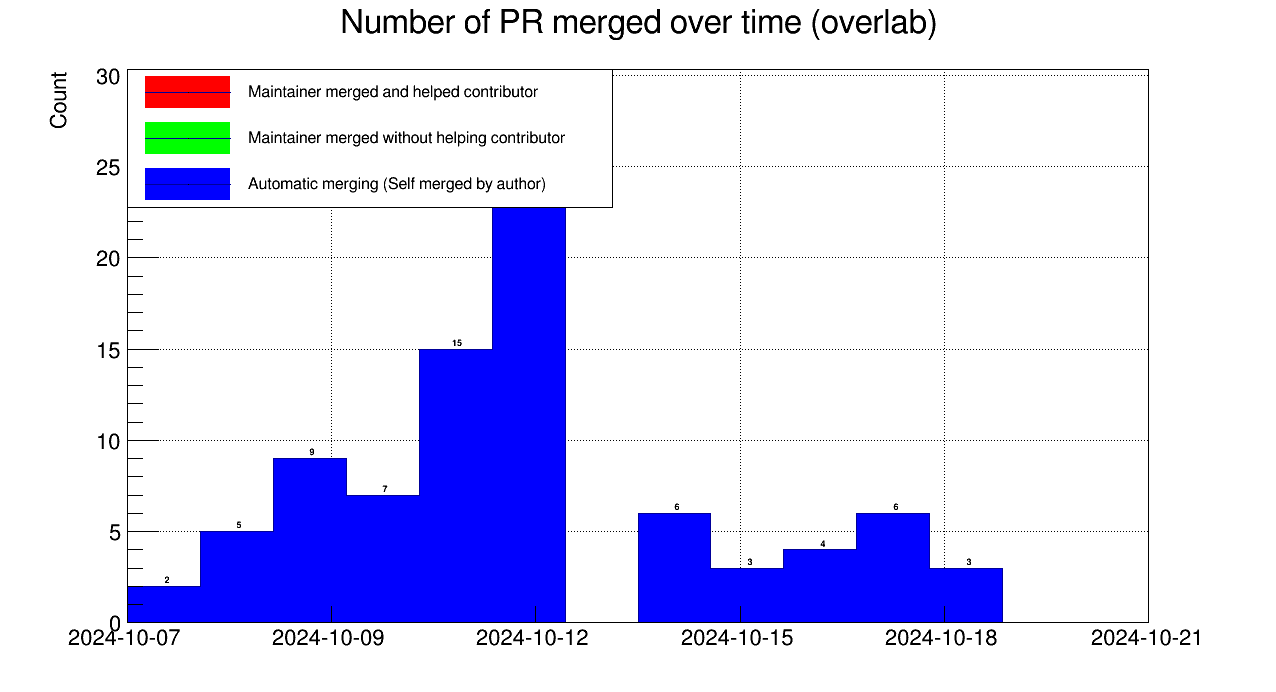 Number of PR merged over time (overlab)
Count
30
25
20
15
10
5
0
Maintainer merged and helped contributor
Maintainer merged without helping contributor
Automatic merging (Self merged by author)
2
5
9
7
15
6
3
4
6
3
2024-10-07 2024-10-09 2024-10-12 2024-10-15 2024-10-18 2024-10-21